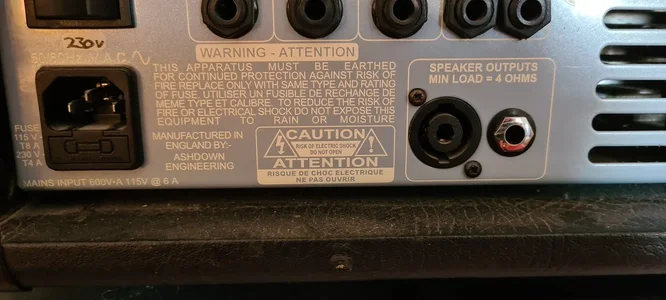 230V
50/60Hz V.A.C.
WARNING - ATTENTION
THIS APPARATUS MUST BE EARTHED
FOR CONTINUED PROTECTION AGAINST RISK OF
FIRE REPLACE ONLY WITH SAME TYPE AND RATING
OF FUSE. UTILISER UN FUSIBLE DE RECHANGE DE
MEME TYPE ET CALIBRE. TO REDUCE THE RISK OF
FIRE OR ELECTRICAL SHOCK DO NOT EXPOSE THIS
EQUIPMENT TO RAIN OR MOISTURE
FUSE
115 V
T8 A
230 V
T4 A
MANUFACTURED IN
ENGLAND BY:-
ASHDOWN
ENGINEERING
CAUTION
RISK OF ELECTRIC SHOCK
DO NOT OPEN
ATTENTION
RISQUE DE CHOC ELECTRIQUE
NE PAS OUVRIR
MAINS INPUT 600V•A 115V @ 6 A
SPEAKER OUTPUTS
MIN LOAD = 4 OHMS